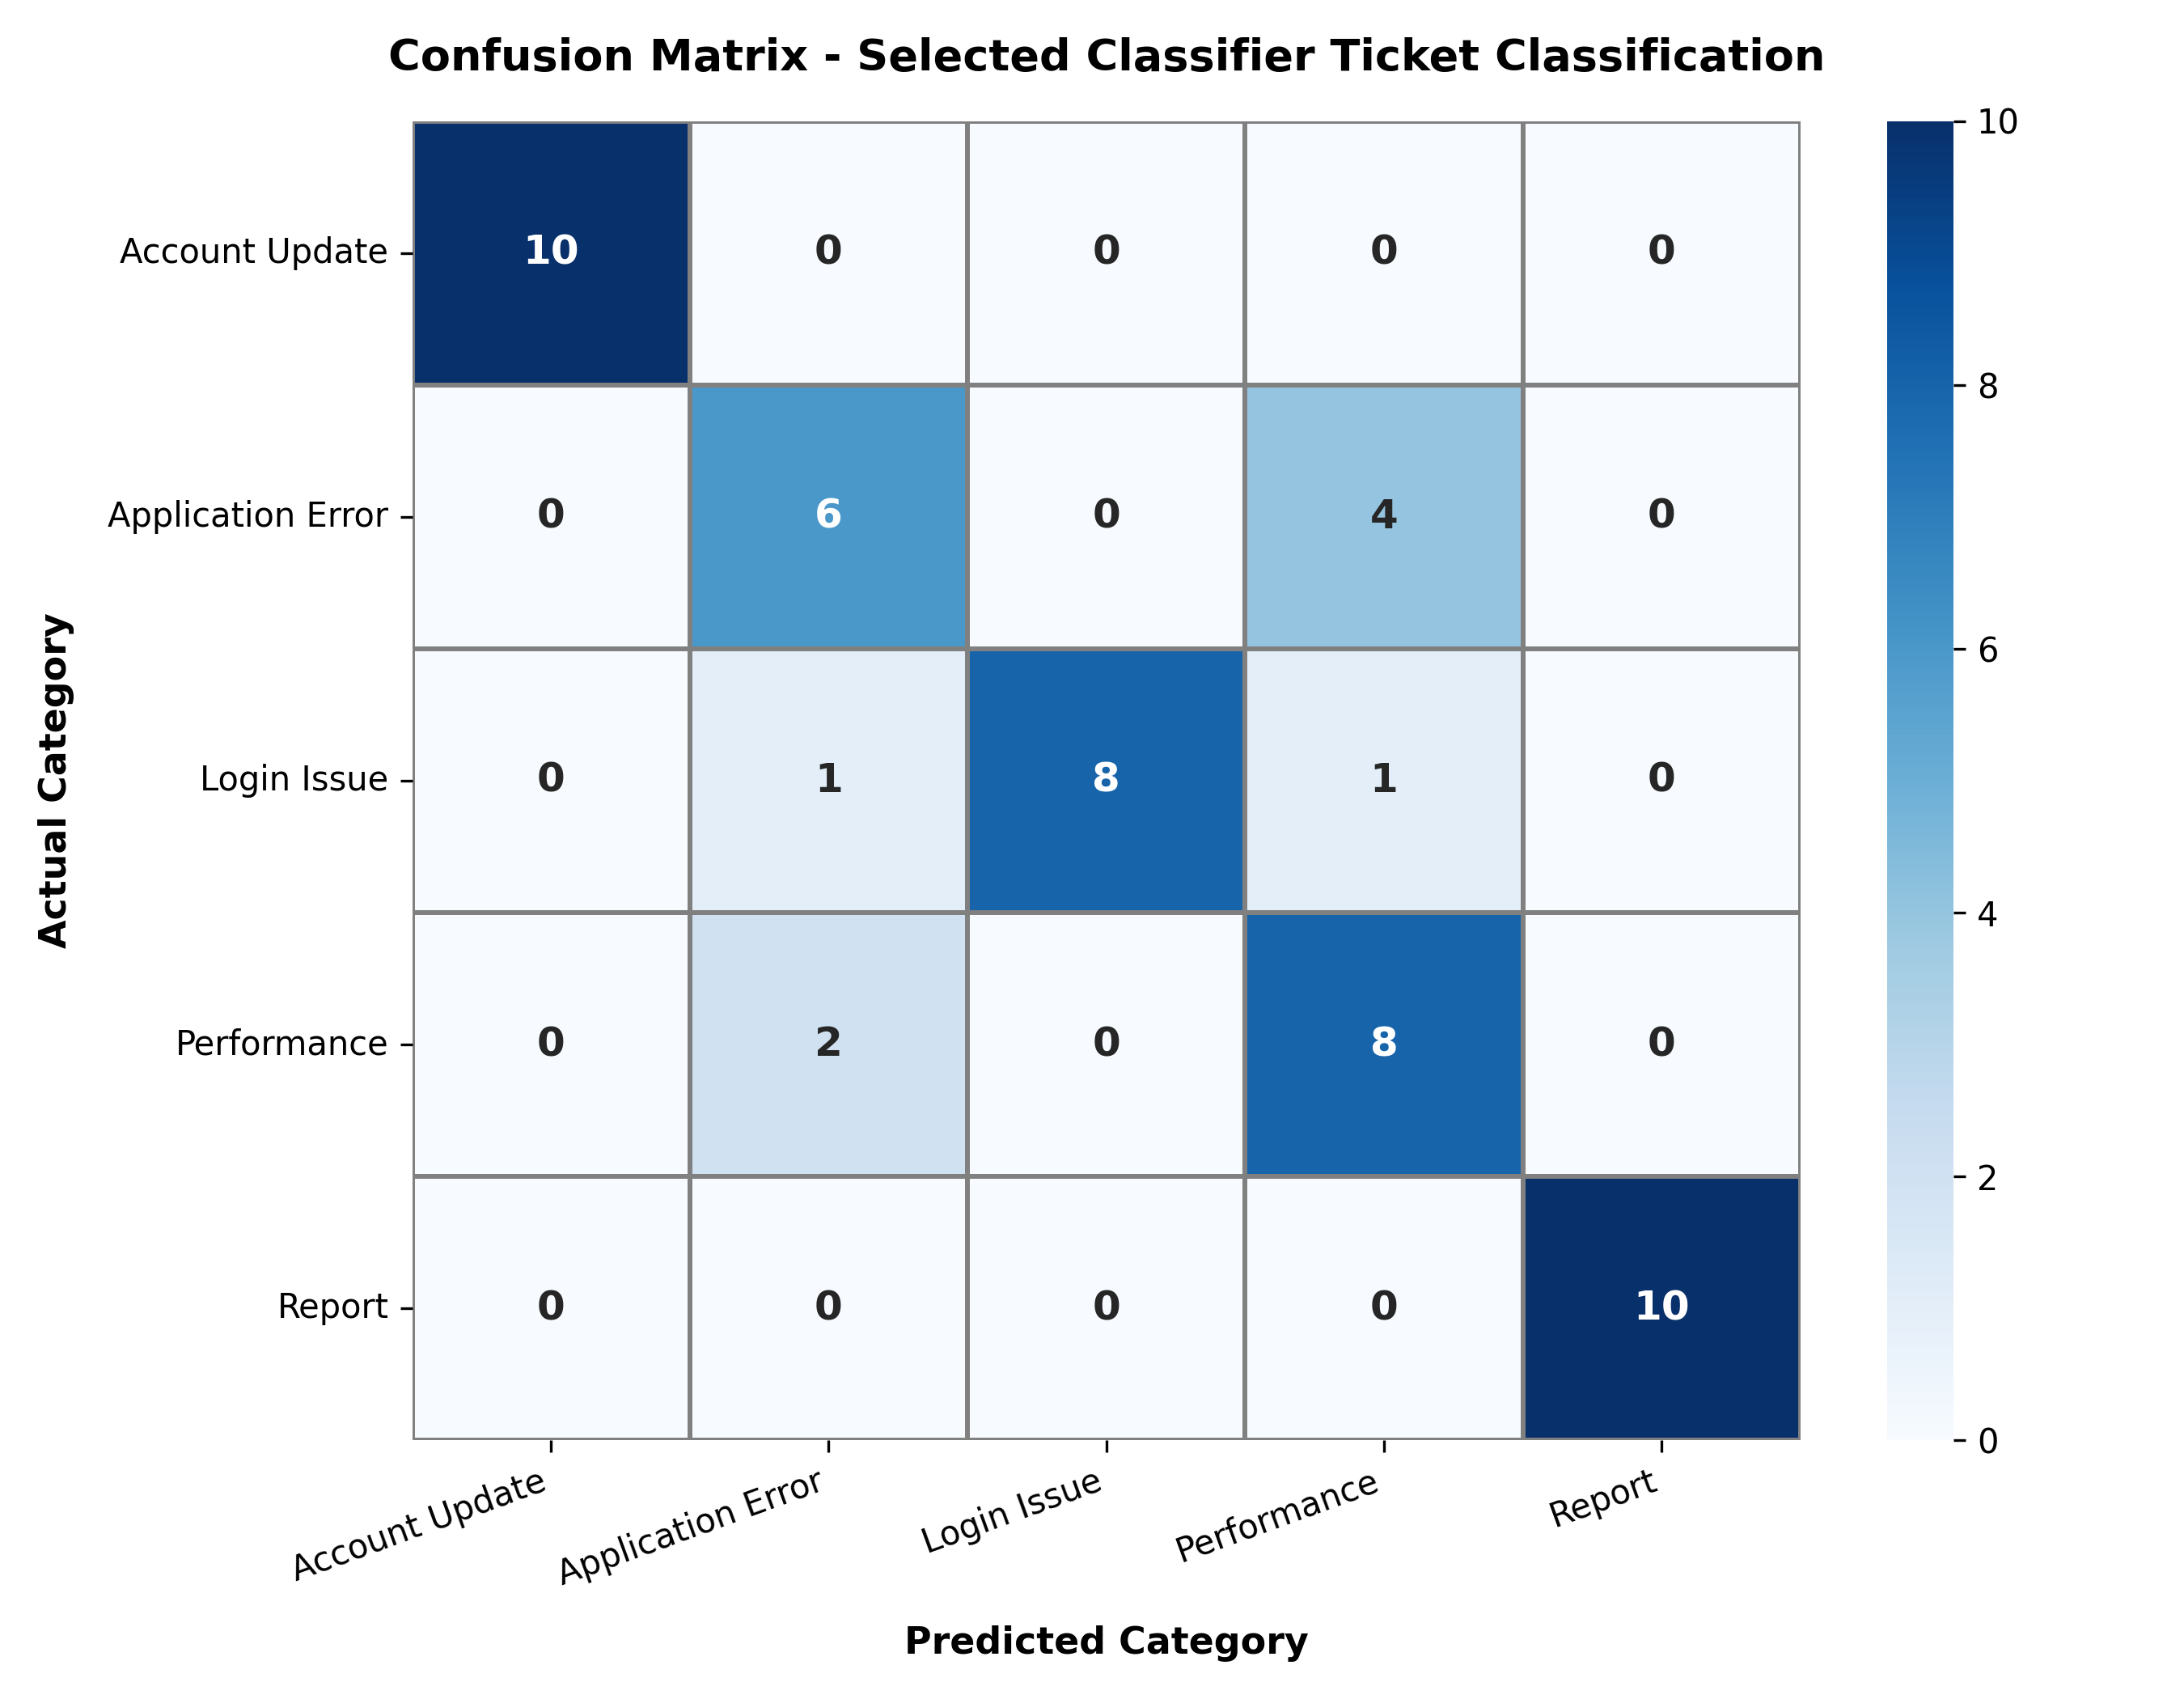 Confusion Matrix - Selected Classifier Ticket Classification
10
Account Update 10 0 0 0 0
8
Application Error 0 6 0 4 0
6
Login Issue 0 1 8 1 0
4
Performance 0 2 0 8 0
2
Report 0 0 0 0 10
0
Actual Category
Account Update Application Error Login Issue Performance Report
Predicted Category